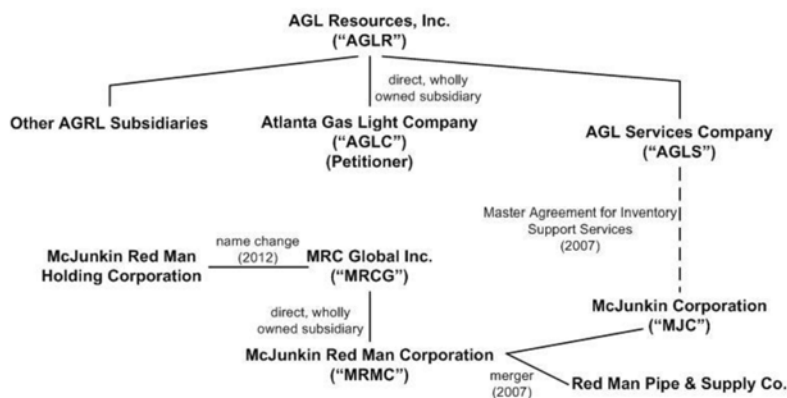 AGL Resources, Inc.
("AGLR")
direct, wholly
owned subsidiary
Other AGRL Subsidiaries
Atlanta Gas Light Company
("AGLC")
(Petitioner)
AGL Services Company
("AGLS")
Master Agreement for Inventory
Support Services
(2007)
McJunkin Red Man
Holding Corporation
name change
(2012)
MRC Global Inc.
("MRCG")
direct, wholly
owned subsidiary
McJunkin Corporation
("MJC")
McJunkin Red Man Corporation
("MRMC")
merger
(2007)
Red Man Pipe & Supply Co.